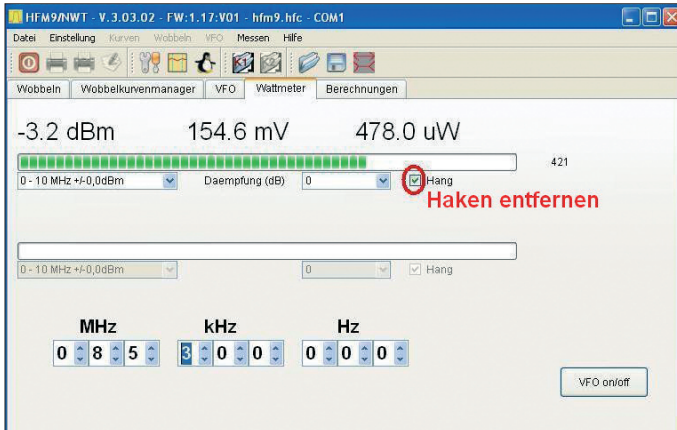 HFM9/NWT - V.3.03.02 - FW:1.17:V01 - hfm9.hfc - COM1
Datei Einstellung Kurven Wobbeln VFO Messen Hilfe
Wobbeln Wobbelkurvenmanager VFO Wattmeter Berechnungen
-3.2 dBm 154.6 mV 478.0 uW
421
0 - 10 MHz +/-0,0dBm Daempfung (dB) 0 Hang
Haken entfernen
0 - 10 MHz +/-0,0dBm 0 Hang
MHz kHz Hz
0 8 5 3 0 0 0 0 0
VFO on/off